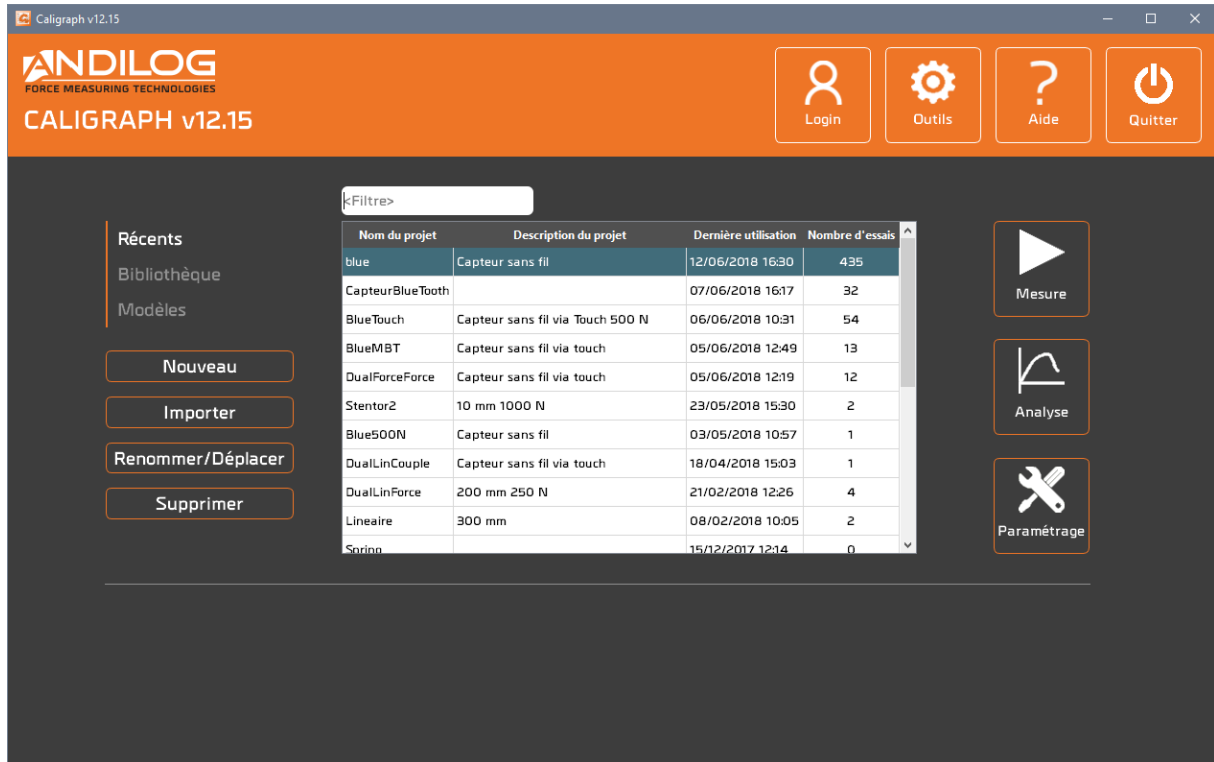 Caligraph v12.15
ANDILOG
FORCE MEASURING TECHNOLOGIES
CALIGRAPH v12.15
Login
Outils
Aide
Quitter
<Filtre>
Récents
Bibliothèque
Modèles
Nouveau
Importer
Renommer/Déplacer
Supprimer
Nom du projet Description du projet Dernière utilisation Nombre d'essais
blue Capteur sans fil 12/06/2018 16:30 435
CapteurBlueTooth 07/06/2018 16:17 32
BlueTouch Capteur sans fil via Touch 500 N 06/06/2018 10:31 54
BlueMBT Capteur sans fil via touch 05/06/2018 12:49 13
DualForceForce Capteur sans fil via touch 05/06/2018 12:19 12
Stentor2 10 mm 1000 N 23/05/2018 15:30 2
Blue500N Capteur sans fil 03/05/2018 10:57 1
DualLinCouple Capteur sans fil via touch 18/04/2018 15:03 1
DualLinForce 200 mm 250 N 21/02/2018 12:26 4
Lineaire 300 mm 08/02/2018 10:05 2
Spring 15/12/2017 12:14 0
Mesure
Analyse
Paramétrage